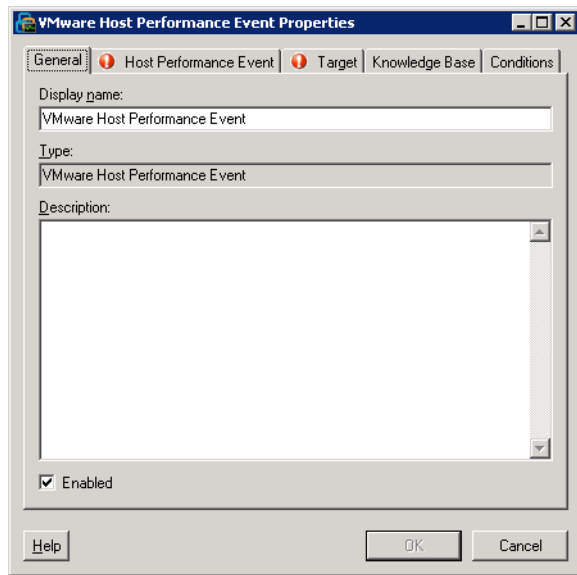 VMware Host Performance Event Properties
General Host Performance Event Target Knowledge Base Conditions
Display name:
VMware Host Performance Event
Type:
VMware Host Performance Event
Description:
Enabled
Help OK Cancel